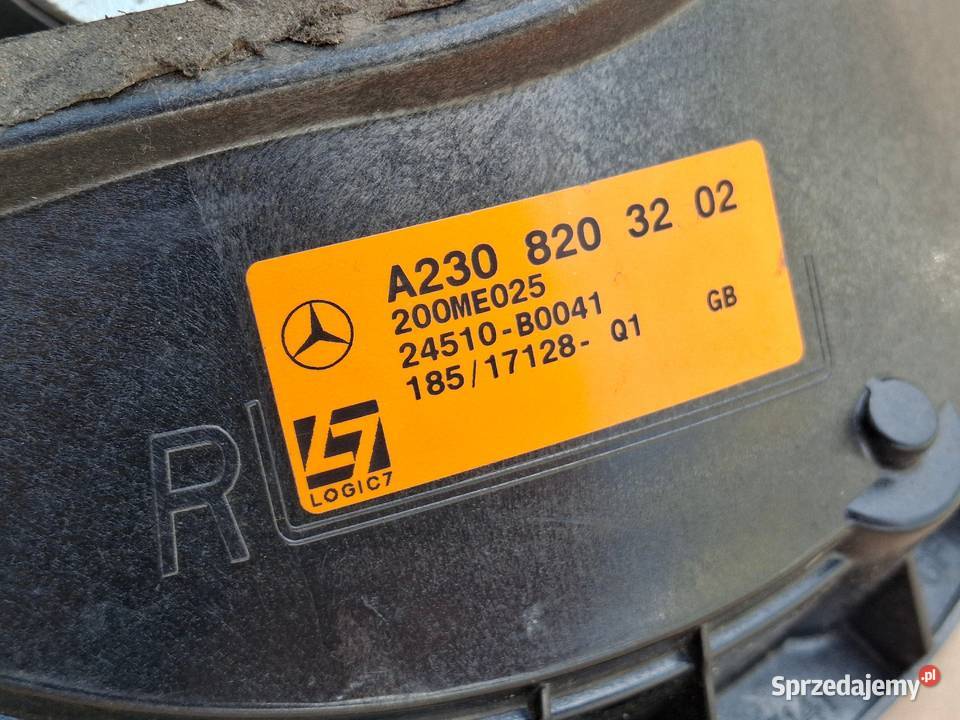 A230 820 32 02
200ME025
24510-B0041
185/17128- Q1 GB
LOGIC7
R
Sprzedajemy.pl